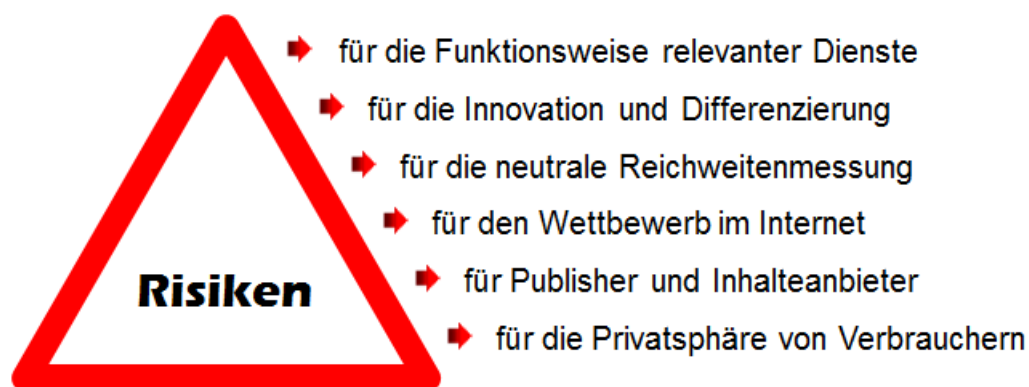 für die Funktionsweise relevanter Dienste
für die Innovation und Differenzierung
für die neutrale Reichweitenmessung
für den Wettbewerb im Internet
Risiken
für Publisher und Inhalteanbieter
für die Privatsphäre von Verbrauchern